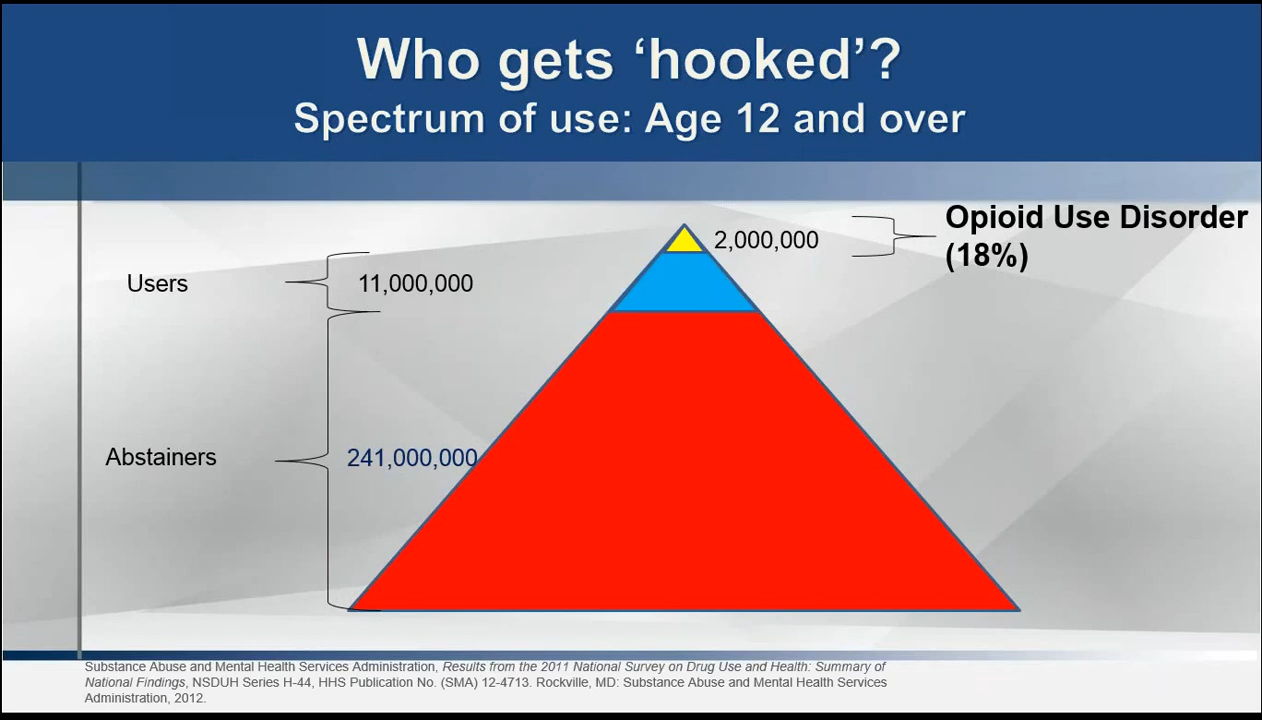 Who gets ‘hooked’?
Spectrum of use: Age 12 and over
Opioid Use Disorder
(18%)
2,000,000
Users
11,000,000
Abstainers
241,000,000
Substance Abuse and Mental Health Services Administration, Results from the 2011 National Survey on Drug Use and Health: Summary of
National Findings, NSDUH Series H-44, HHS Publication No. (SMA) 12-4713. Rockville, MD: Substance Abuse and Mental Health Services
Administration, 2012.